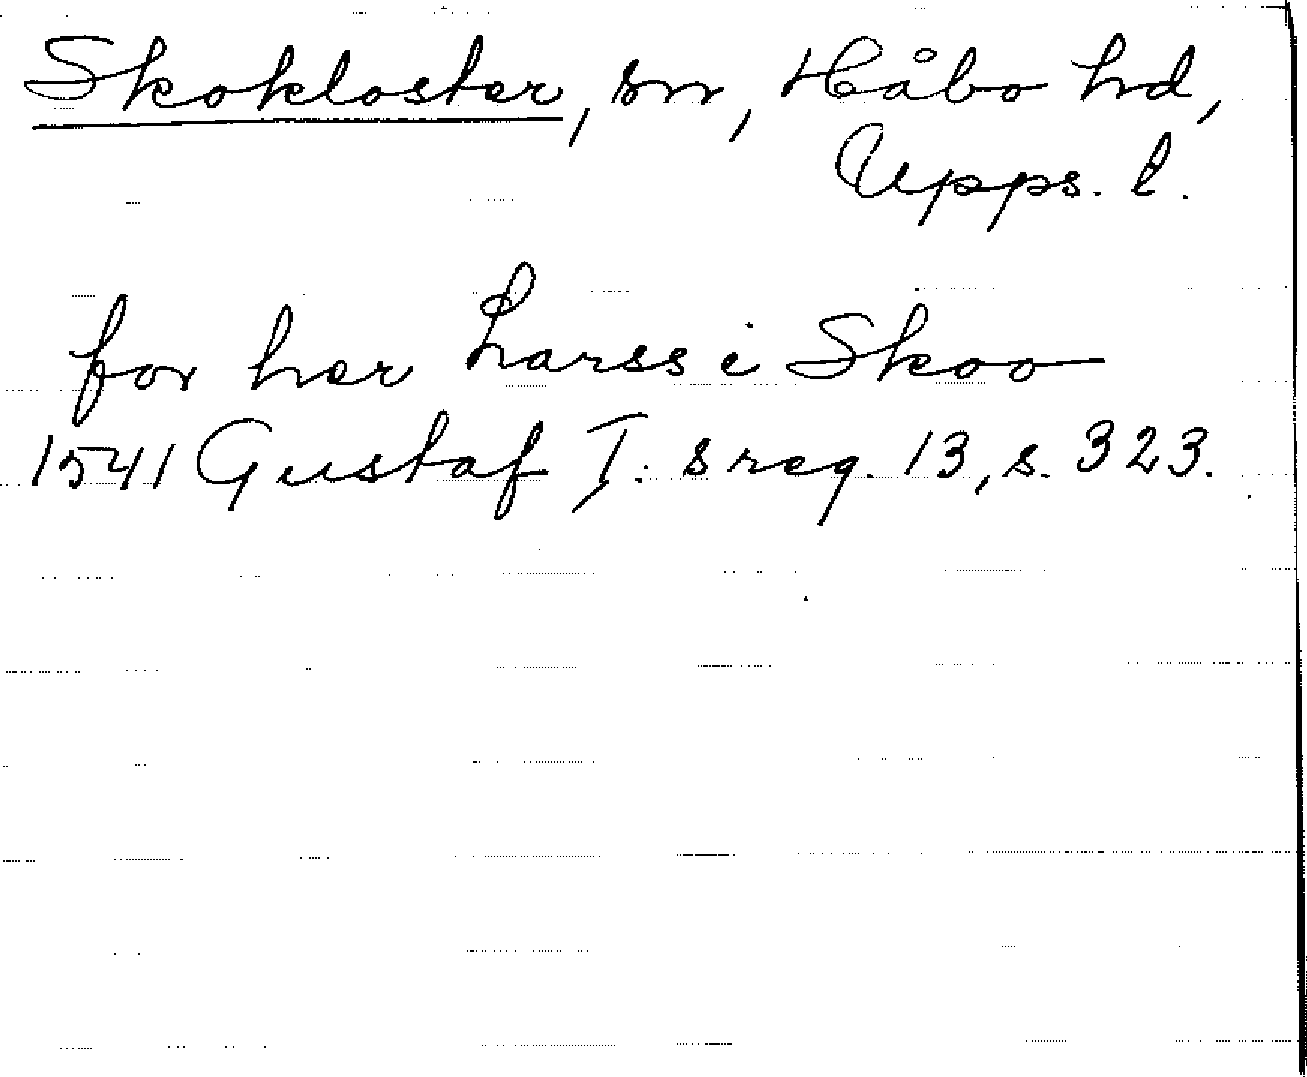 Skokloster, sn, Håbo hd,
Upps. l.
for her Larss i Skoo
1541 Gustaf I. s reg. 13, s. 323.